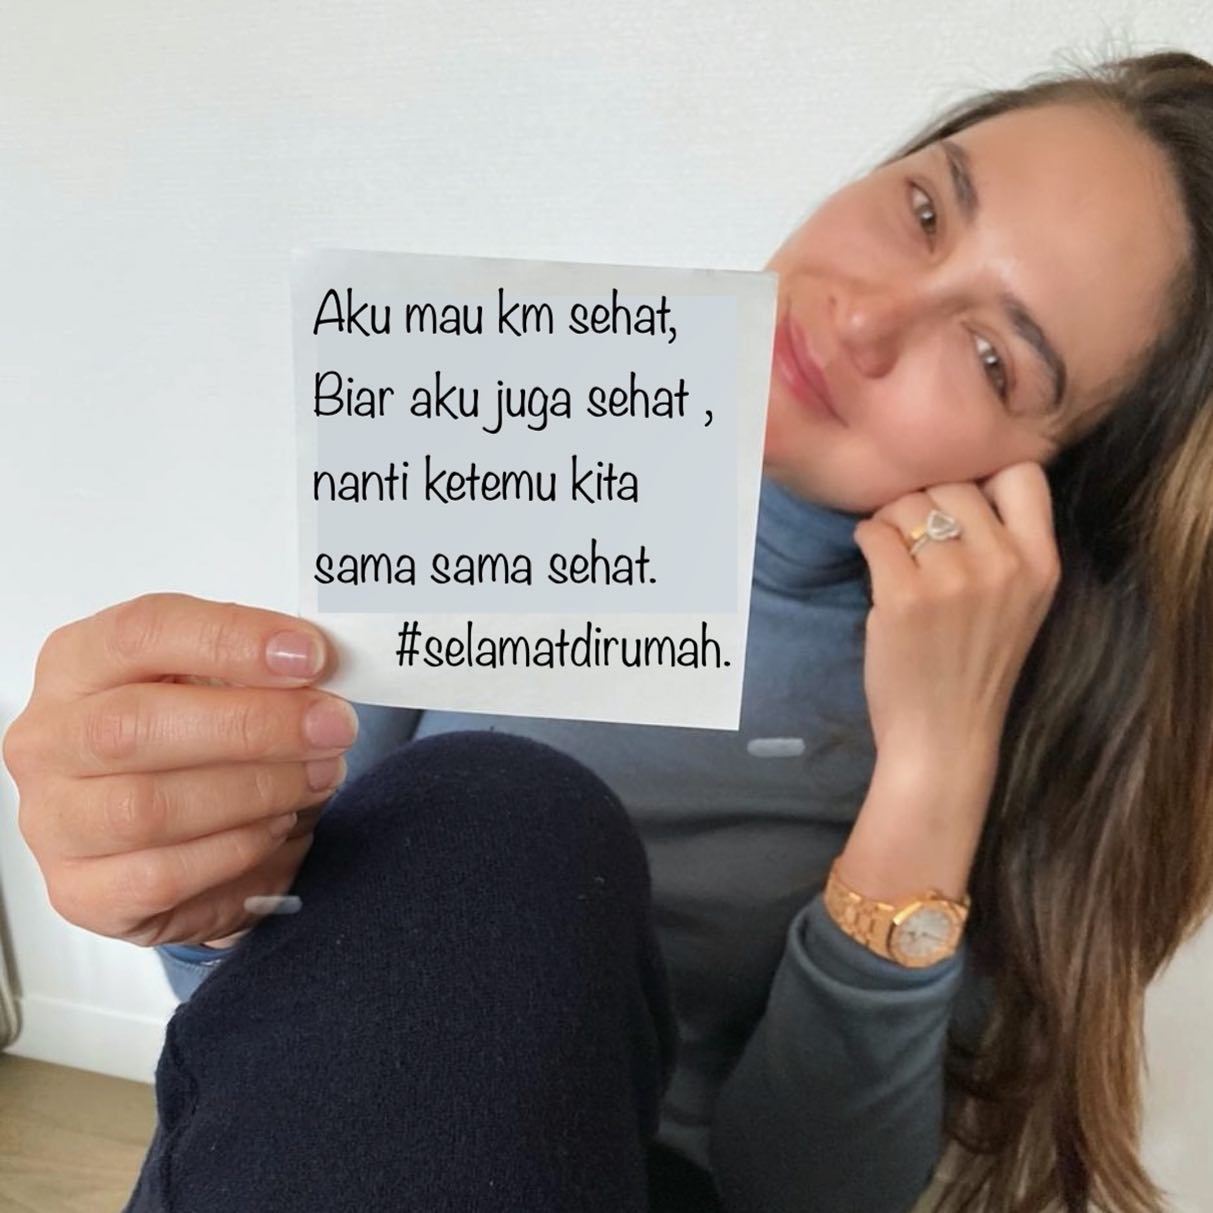 Aku mau km sehat,
Biar aku juga sehat ,
nanti ketemu kita
sama sama sehat.
#selamatdirumah.